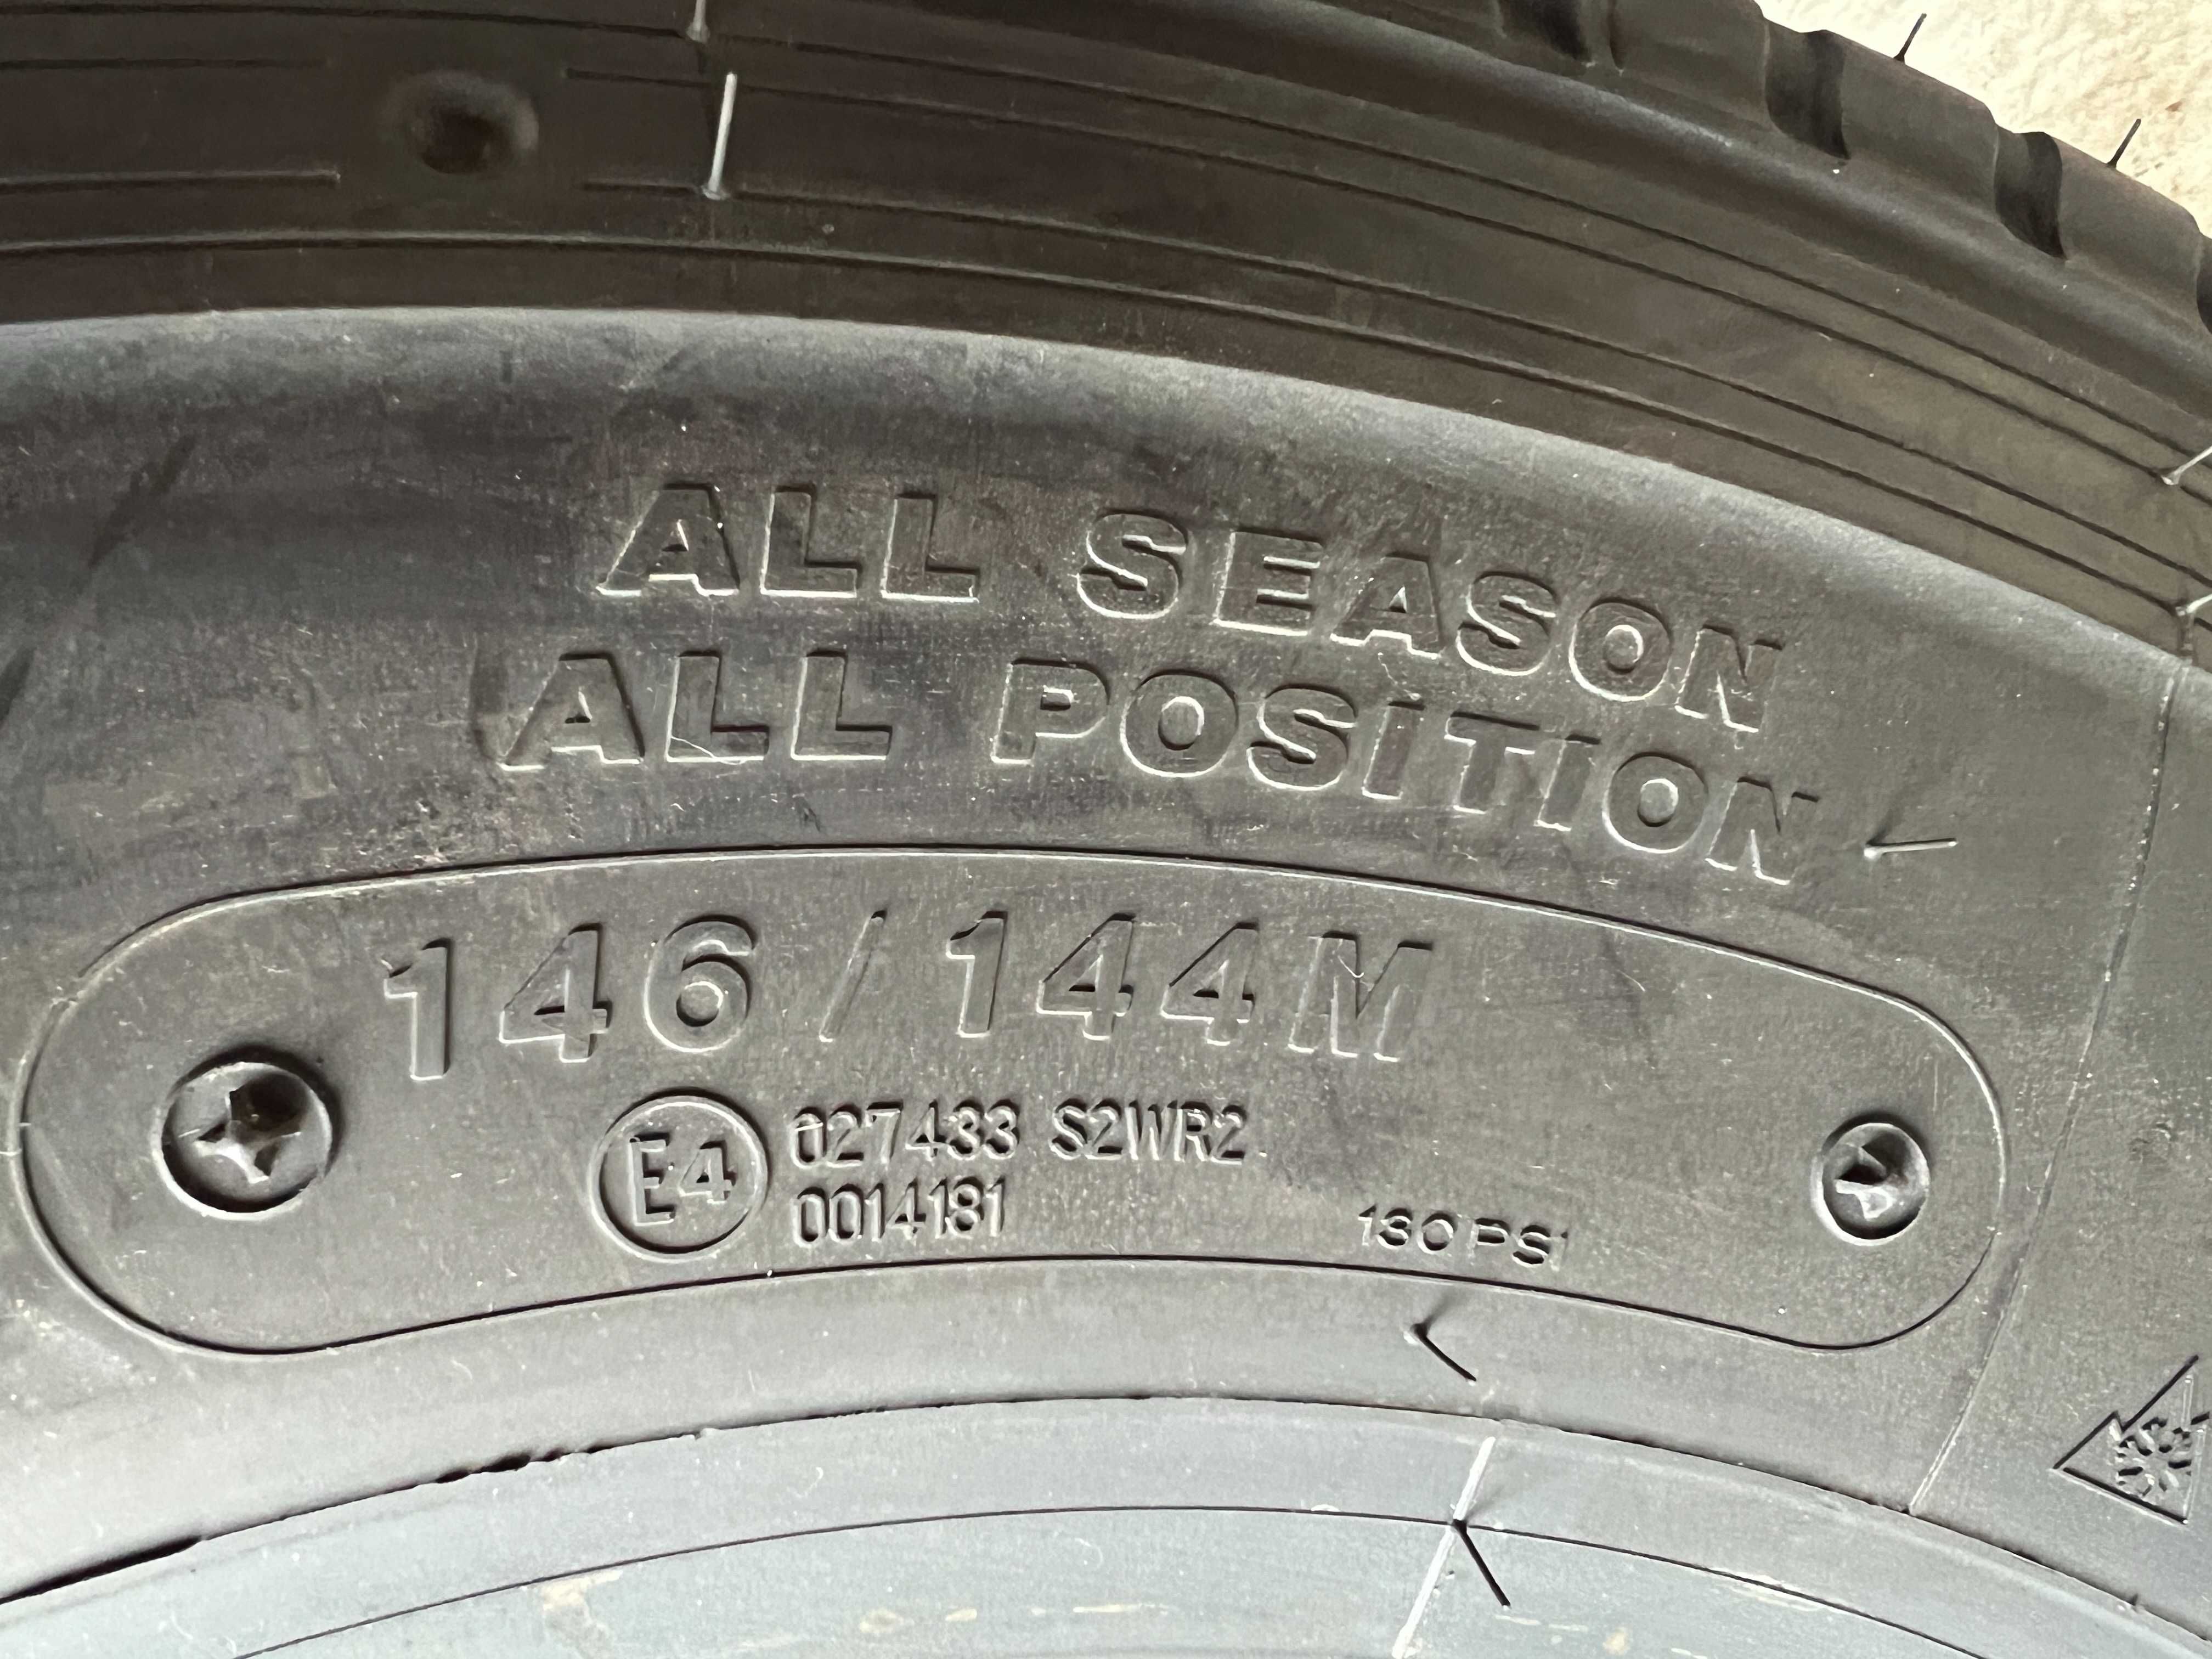 ALL SEASON
ALL POSITION
146 / 144M
E4 027433 S2WR2
0014181
130 PSI